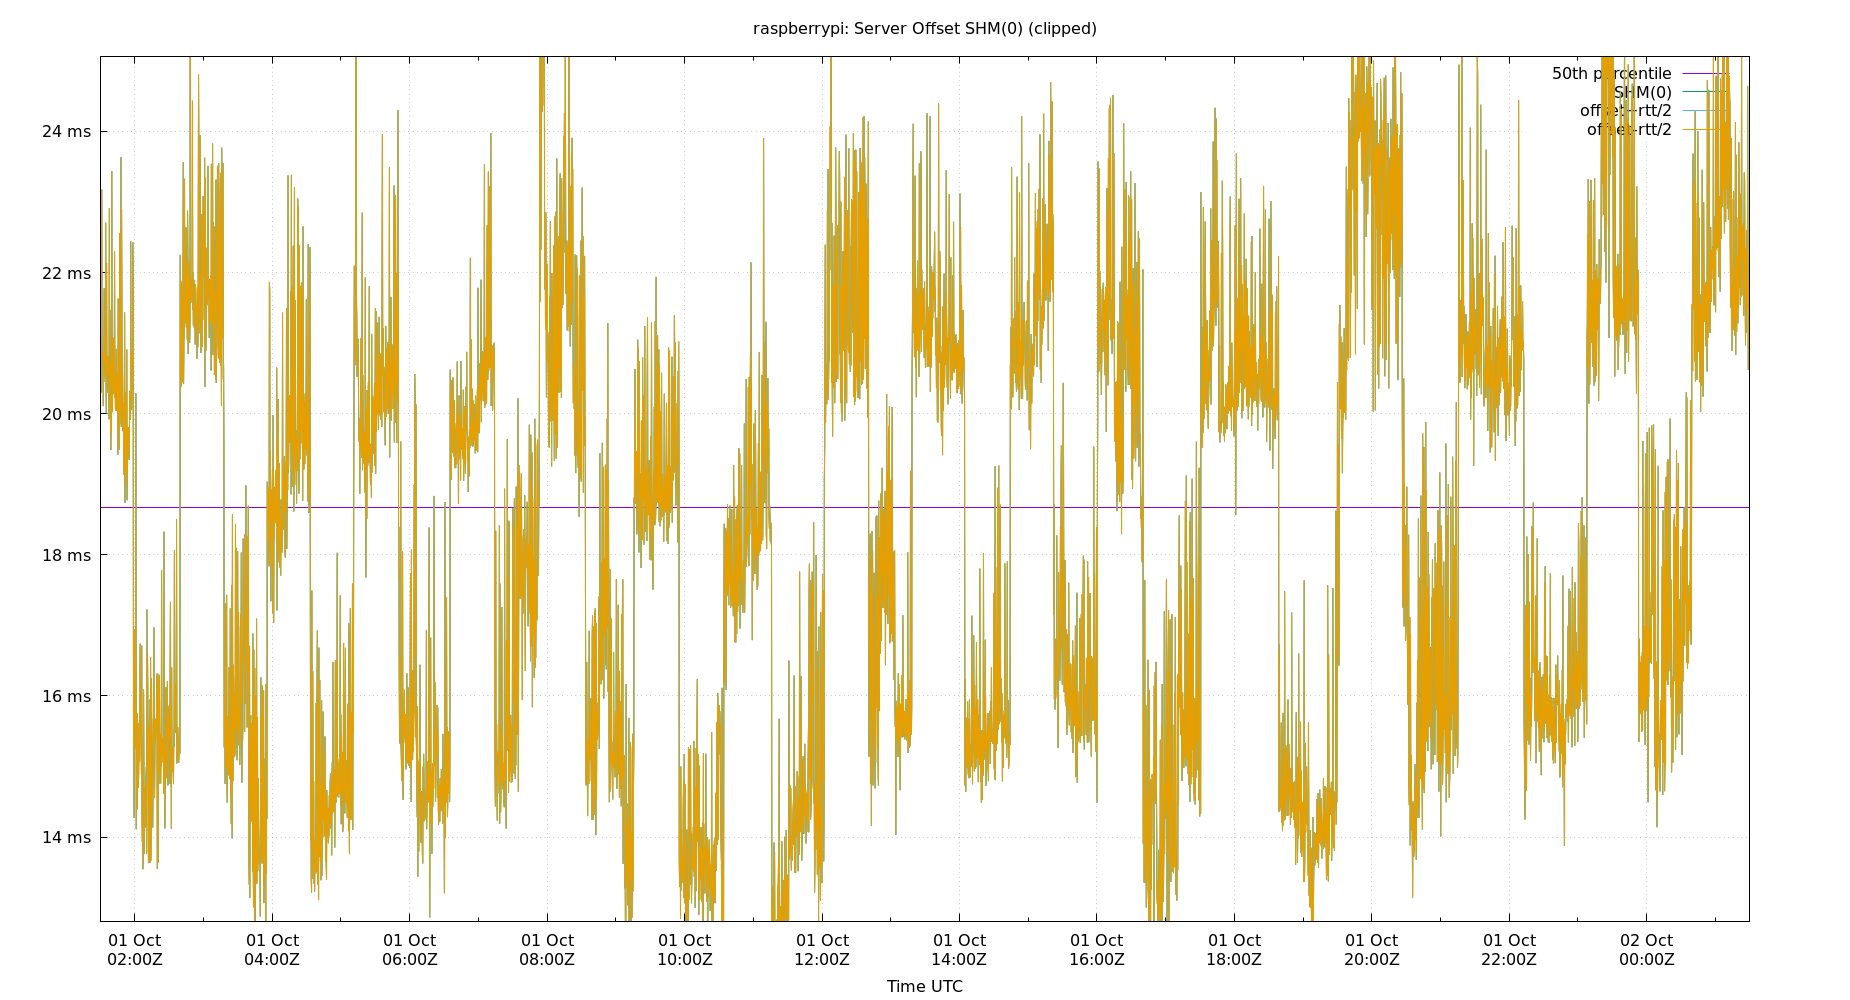 raspberrypi: Server Offset SHM(0) (clipped)
50th percentile
SHM(0)
offset-rtt/2
offset-rtt/2
24 ms
22 ms
20 ms
18 ms
16 ms
14 ms
01 Oct 01 Oct 01 Oct 01 Oct 01 Oct 01 Oct 01 Oct 01 Oct 01 Oct 01 Oct 01 Oct 02 Oct
02:00Z 04:00Z 06:00Z 08:00Z 10:00Z 12:00Z 14:00Z 16:00Z 18:00Z 20:00Z 22:00Z 00:00Z
Time UTC